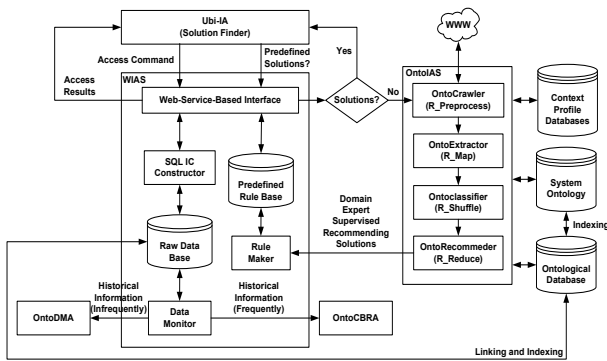 Ubi-IA
(Solution Finder)
WWW
Access Command
Predefined
Solutions?
Yes
Access
Results
WIAS
OntoIAS
Web-Service-Based Interface
Solutions?
No
OntoCrawler
(R_Preprocess)
Context
Profile
Databases
SQL IC
Constructor
Predefined
Rule Base
OntoExtractor
(R_Map)
System
Ontology
Ontoclassifier
(R_Shuffle)
Domain
Expert
Supervised
Recommending
Solutions
Indexing
Raw Data
Base
Rule
Maker
OntoRecommeder
(R_Reduce)
Ontological
Database
Historical
Information
(Infrequently)
Historical
Information
(Frequently)
OntoDMA
Data
Monitor
OntoCBRA
Linking and Indexing